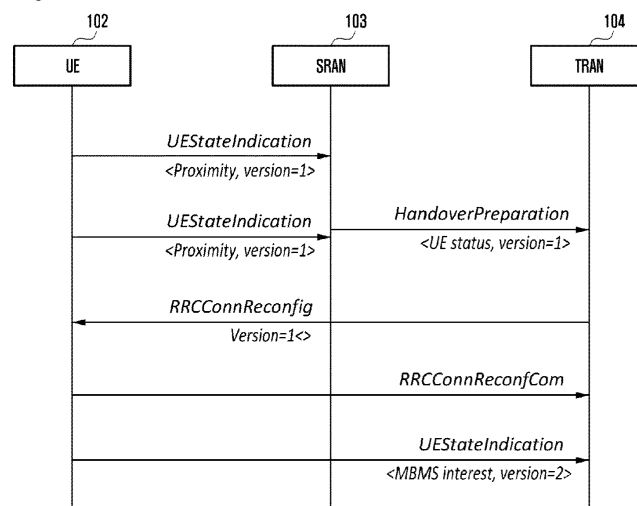 102
103
104
UE
SRAN
TRAN
UEStateIndication
<Proximity, version=1>
UEStateIndication
HandoverPreparation
<Proximity, version=1>
<UE status, version=1>
RRCConnReconfig
Version=1<>
RRCConnReconfCom
UEStateIndication
<MBMS interest, version=2>